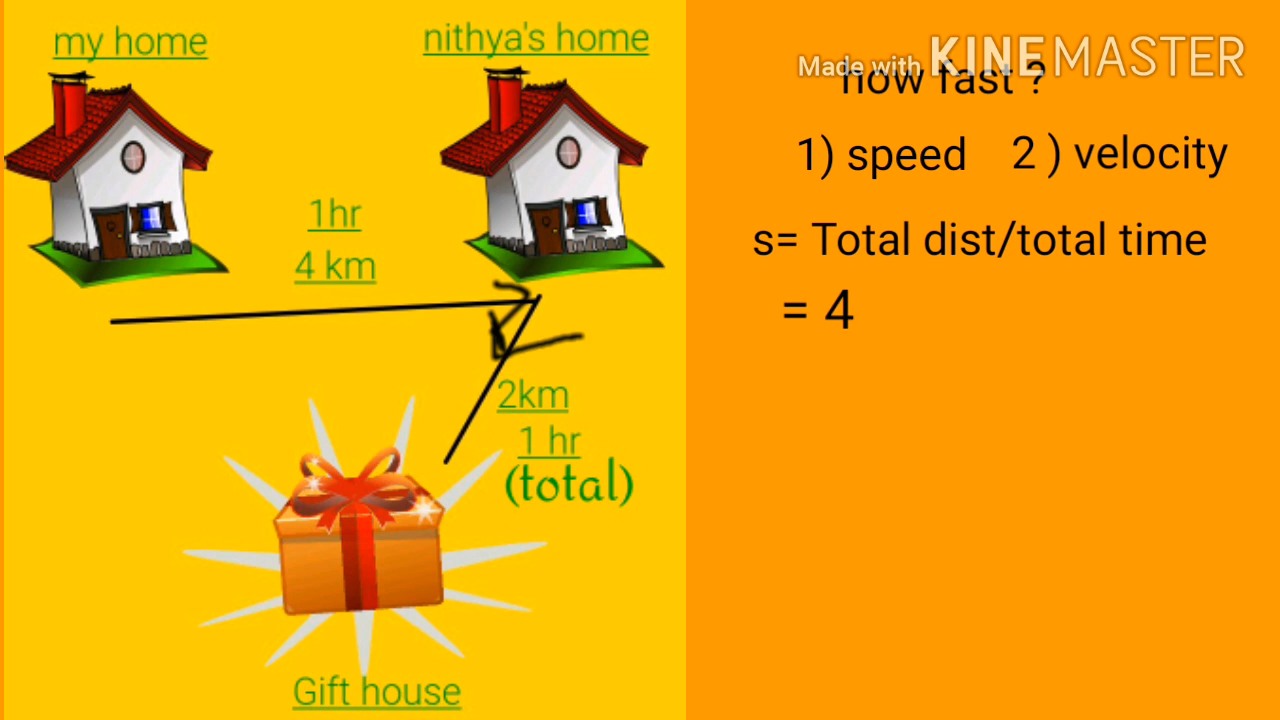 my home
nithya's home
1hr
4 km
2km
1 hr
(total)
Gift house
Made with KINEMASTER
how fast ?
1) speed 2 ) velocity
s= Total dist/total time
= 4